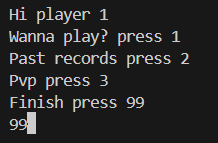 Hi player 1
Wanna play? press 1
Past records press 2
Pvp press 3
Finish press 99
99